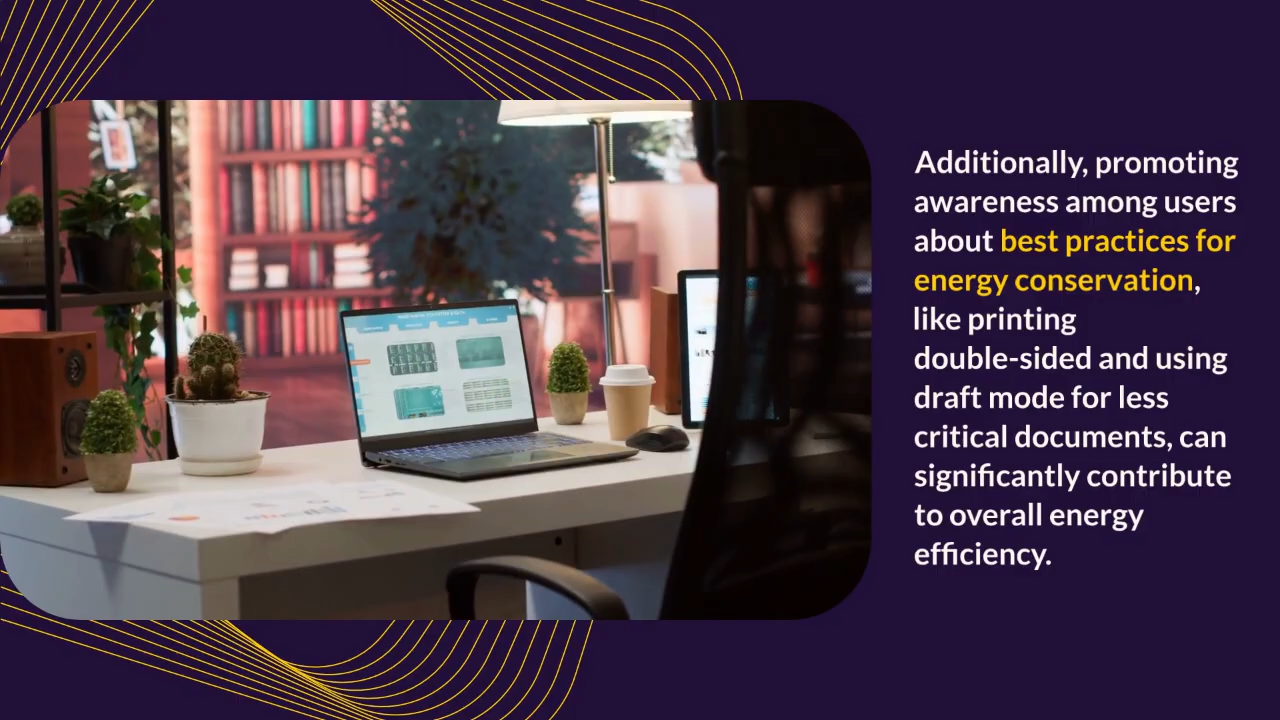 Additionally, promoting
awareness among users
about best practices for
energy conservation,
like printing
double-sided and using
draft mode for less
critical documents, can
significantly contribute
to overall energy
efficiency.